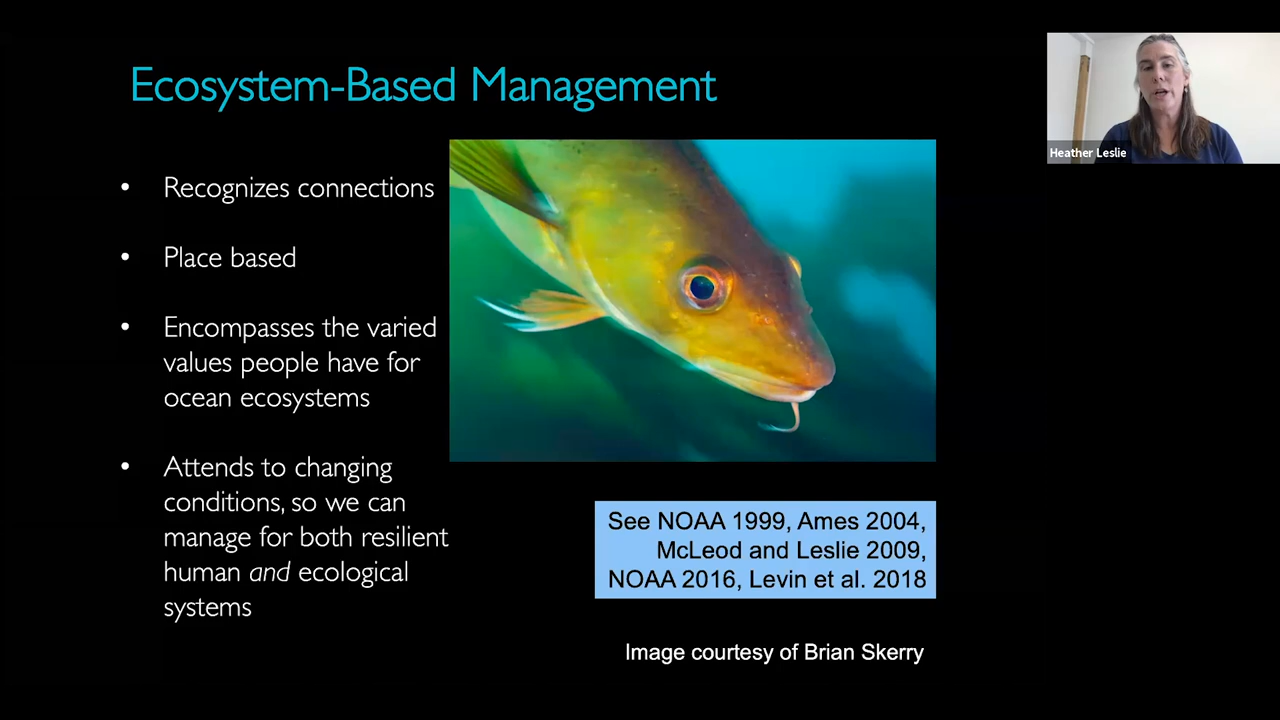 Ecosystem-Based Management
Heather Leslie
• Recognizes connections
• Place based
• Encompasses the varied
values people have for
ocean ecosystems
• Attends to changing
conditions, so we can
manage for both resilient
human and ecological
systems
See NOAA 1999, Ames 2004,
McLeod and Leslie 2009,
NOAA 2016, Levin et al. 2018
Image courtesy of Brian Skerry